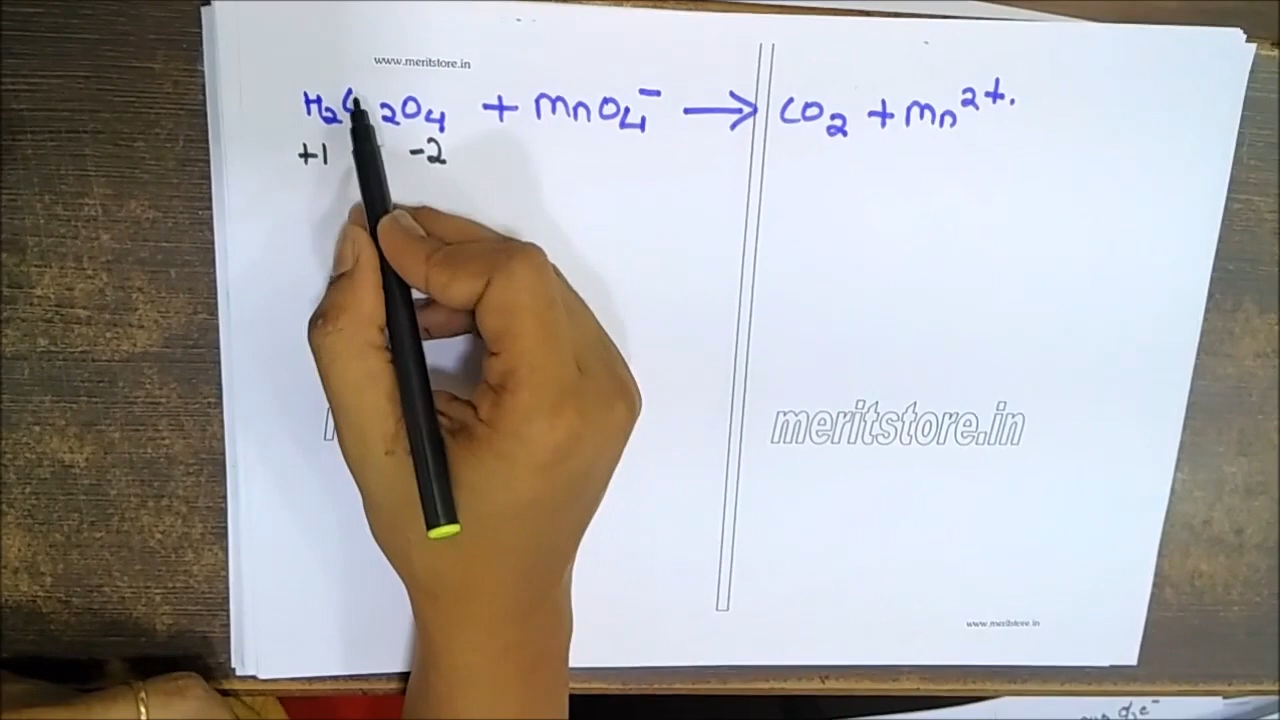 www.meritstore.in
H₂C₂O₄ + MnO₄⁻ → CO₂ + Mn²⁺.
+1 -2
meritstore.in
www.meritstore.in